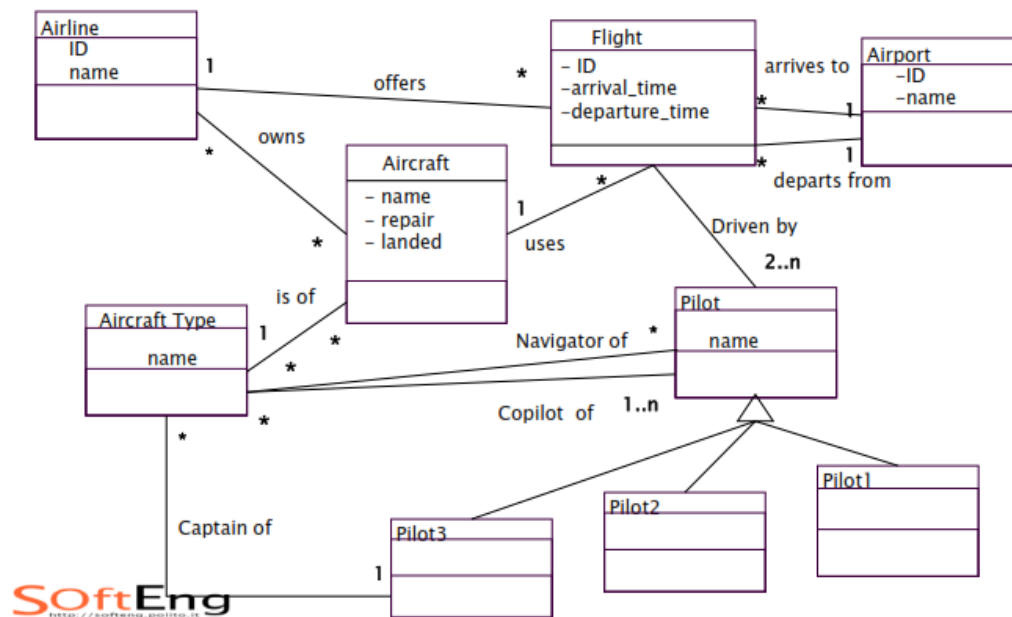 Airline
ID
name
1
offers
*
Flight
- ID
-arrival_time
-departure_time
arrives to
*
1
Airport
-ID
-name
*
1
departs from
owns
*
*
Aircraft
- name
- repair
- landed
1
uses
*
Driven by
2..n
is of
1
*
Aircraft Type
name
Pilot
name
Navigator of
*
*
Copilot of
1..n
*
*
Captain of
1
Pilot3
Pilot2
Pilot1
SOftEng
http://softeng.polito.it